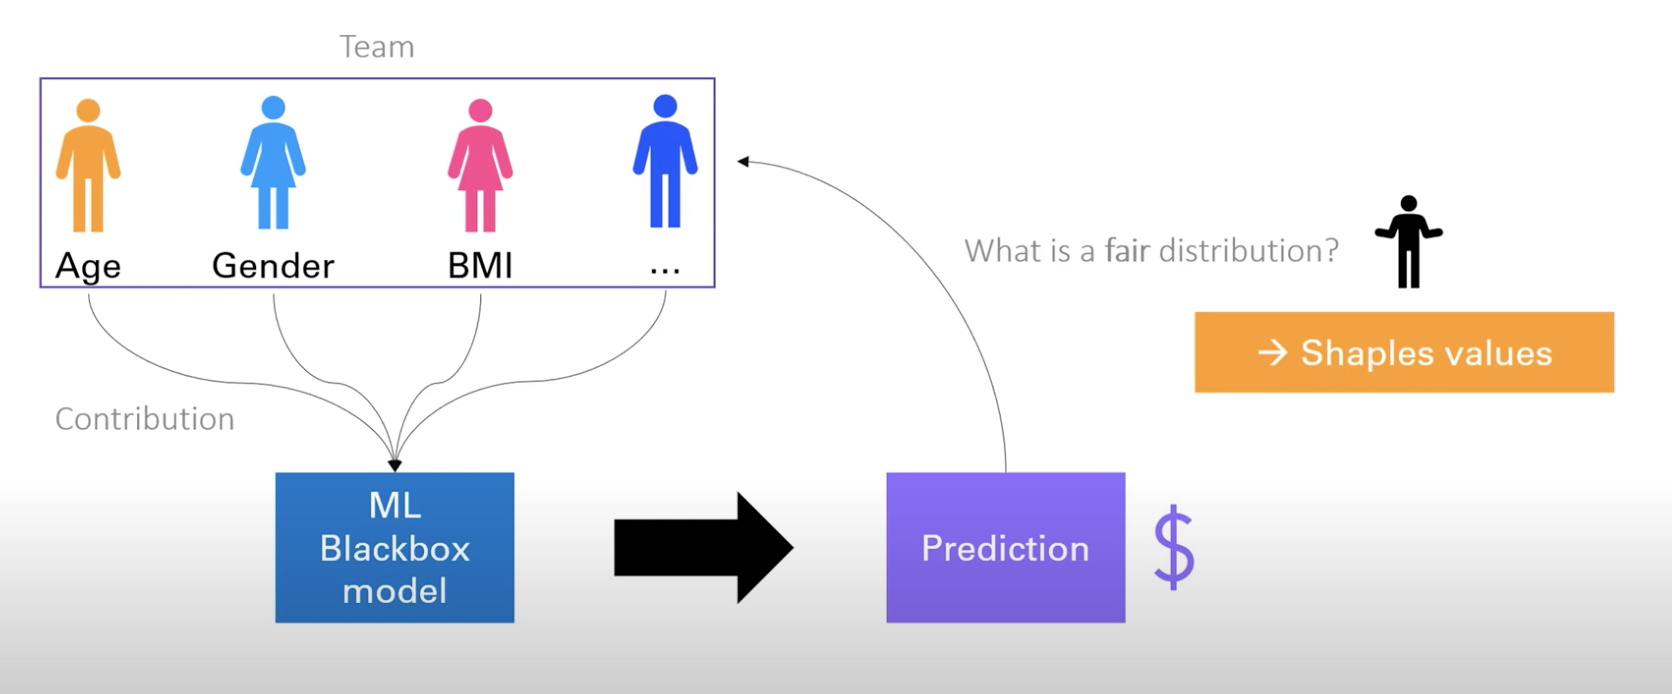 Team
Age Gender BMI ...
What is a fair distribution?
→ Shaples values
Contribution
ML
Blackbox
model
Prediction
$